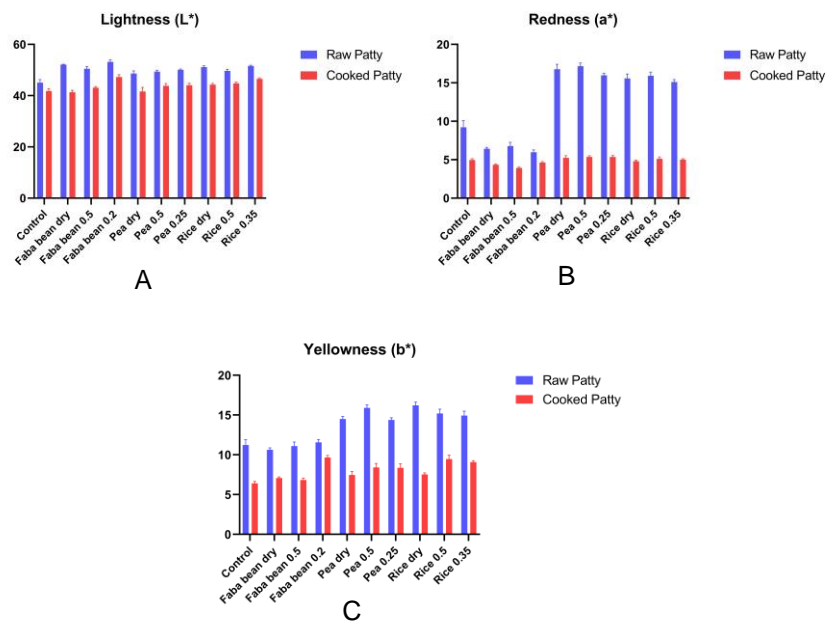 Lightness (L*)
60
40
20
0
Raw Patty
Cooked Patty
Control
Faba bean dry
Faba bean 0.5
Faba bean 0.2
Pea dry
Pea 0.5
Pea 0.25
Rice dry
Rice 0.5
Rice 0.35
A
Redness (a*)
20
15
10
5
0
Raw Patty
Cooked Patty
Control
Faba bean dry
Faba bean 0.5
Faba bean 0.2
Pea dry
Pea 0.5
Pea 0.25
Rice dry
Rice 0.5
Rice 0.35
B
Yellowness (b*)
20
15
10
5
0
Raw Patty
Cooked Patty
Control
Faba bean dry
Faba bean 0.5
Faba bean 0.2
Pea dry
Pea 0.5
Pea 0.25
Rice dry
Rice 0.5
Rice 0.35
C